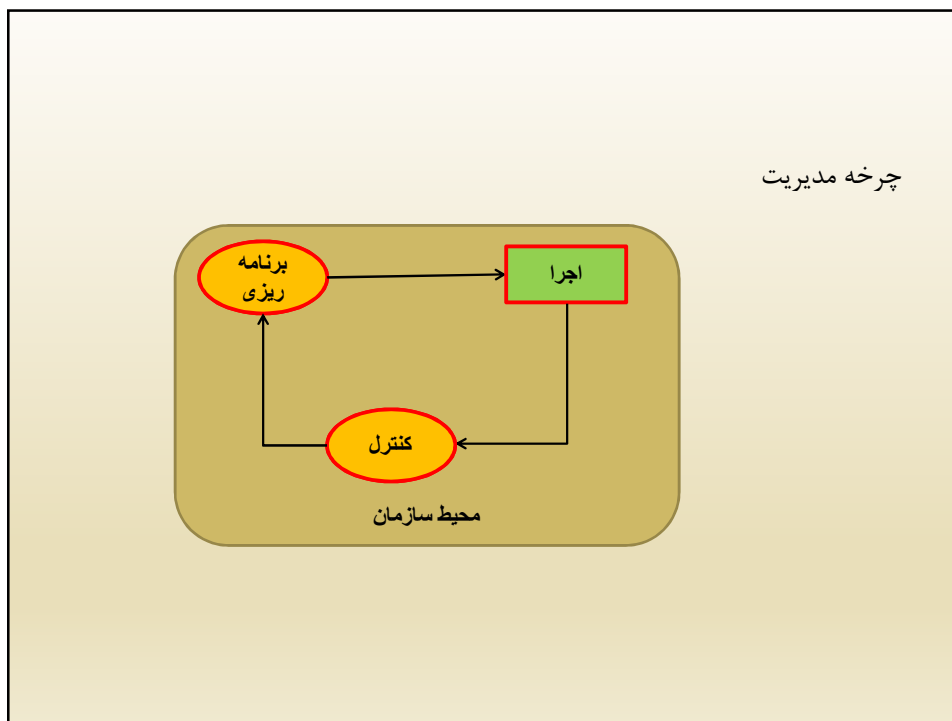 چرخه مدیریت
برنامه
ریزی
اجرا
کنترل
محیط سازمان